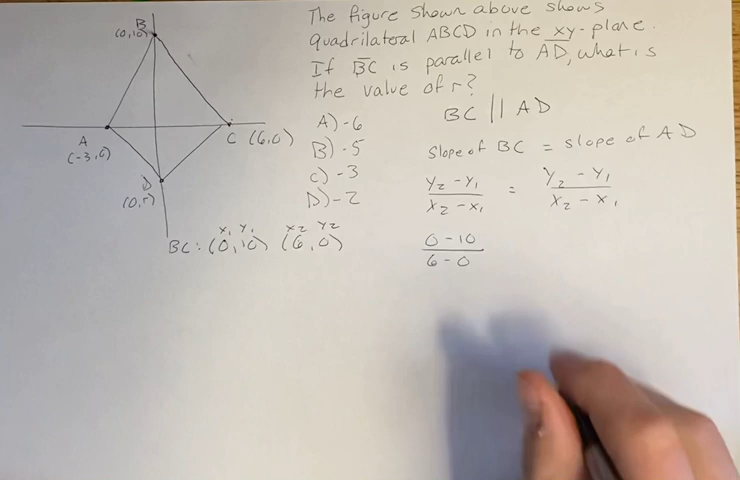 The figure shown above shows
quadrilateral ABCD in the xy-plane.
If BC is parallel to AD, what is
the value of r?
B
(0,10)
A
(-3,0)
C (6,0)
D
(0,r)
A) -6
B) -5
C) -3
D) -2
BC || AD
Slope of BC = slope of AD
Y2 - Y1 / X2 - X1 = Y2 - Y1 / X2 - X1
0 - 10 / 6 - 0
X1 Y1 X2 Y2
BC: (0,10) (6,0)